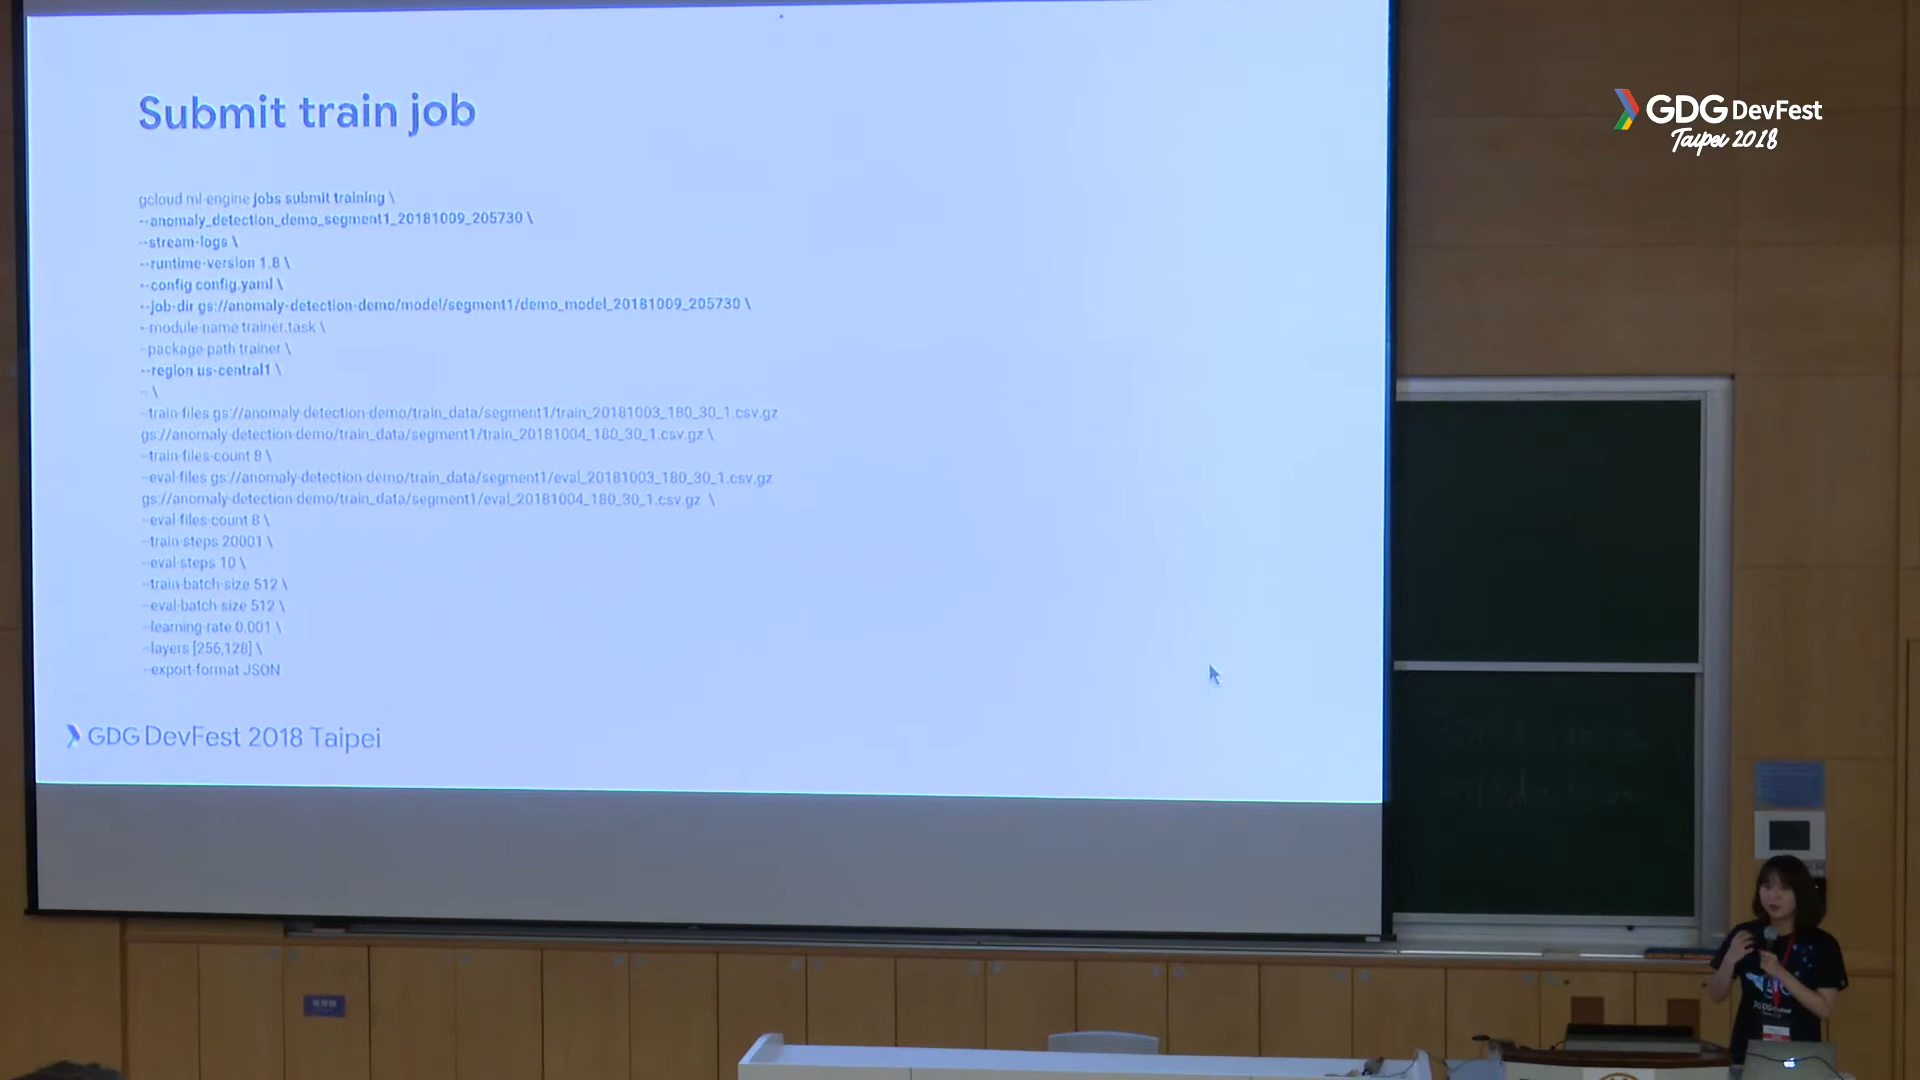 Submit train job
gcloud ml-engine jobs submit training \
--anomaly_detection_demo_segment1_20181009_205730 \
--stream-logs \
--runtime-version 1.8 \
--config config.yaml \
--job-dir gs://anomaly-detection-demo/model/segment1/demo_model_20181009_205730 \
--module-name trainer.task \
--package-path trainer \
--region us-central1 \
-- \
--train-files gs://anomaly-detection-demo/train_data/segment1/train_20181003_180_30_1.csv.gz
gs://anomaly-detection-demo/train_data/segment1/train_20181004_180_30_1.csv.gz \
--train-files-count 8 \
--eval-files gs://anomaly-detection-demo/train_data/segment1/eval_20181003_180_30_1.csv.gz
gs://anomaly-detection-demo/train_data/segment1/eval_20181004_180_30_1.csv.gz \
--eval-files-count 8 \
--train-steps 20001 \
--eval-steps 10 \
--train-batch-size 512 \
--eval-batch-size 512 \
--learning-rate 0.001 \
--layers [256,128] \
--export-format JSON
GDG DevFest 2018 Taipei
GDG DevFest
Taipei 2018